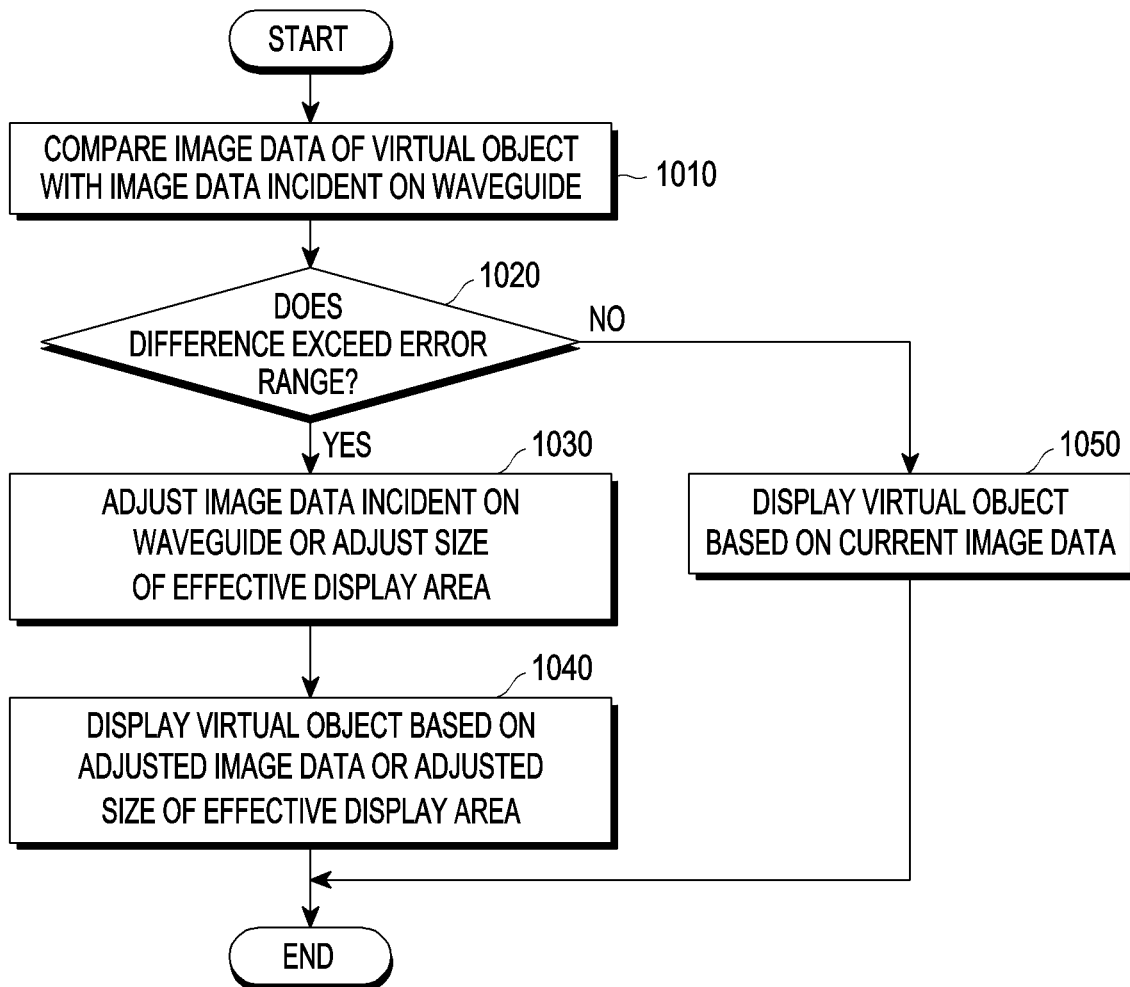 START
COMPARE IMAGE DATA OF VIRTUAL OBJECT
WITH IMAGE DATA INCIDENT ON WAVEGUIDE
1010
1020
DOES
DIFFERENCE EXCEED ERROR
RANGE?
NO
YES
1030
ADJUST IMAGE DATA INCIDENT ON
WAVEGUIDE OR ADJUST SIZE
OF EFFECTIVE DISPLAY AREA
1050
DISPLAY VIRTUAL OBJECT
BASED ON CURRENT IMAGE DATA
1040
DISPLAY VIRTUAL OBJECT BASED ON
ADJUSTED IMAGE DATA OR ADJUSTED
SIZE OF EFFECTIVE DISPLAY AREA
END